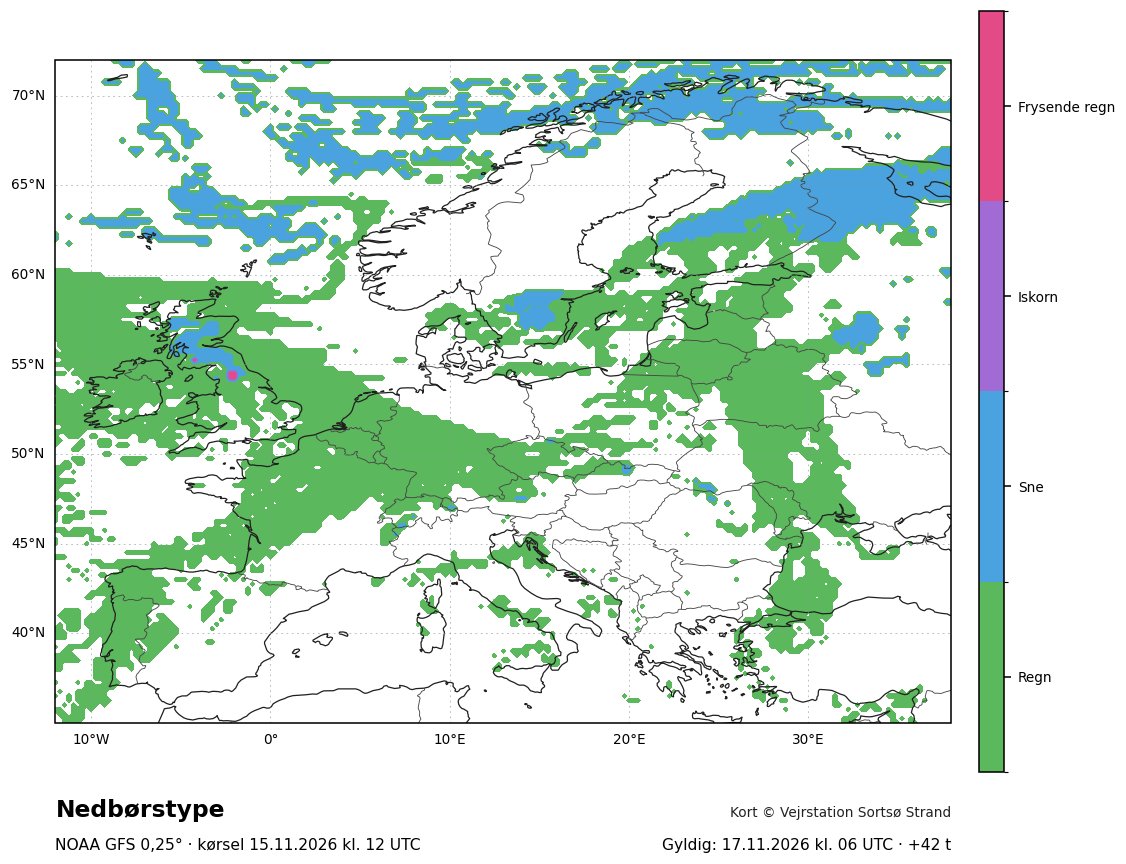 Frysende regn
Iskorn
Sne
Regn
70°N
65°N
60°N
55°N
50°N
45°N
40°N
10°W
0°
10°E
20°E
30°E
Nedbørstype
Kort © Vejrstation Sortsø Strand
NOAA GFS 0,25° · kørsel 15.11.2026 kl. 12 UTC
Gyldig: 17.11.2026 kl. 06 UTC · +42 t